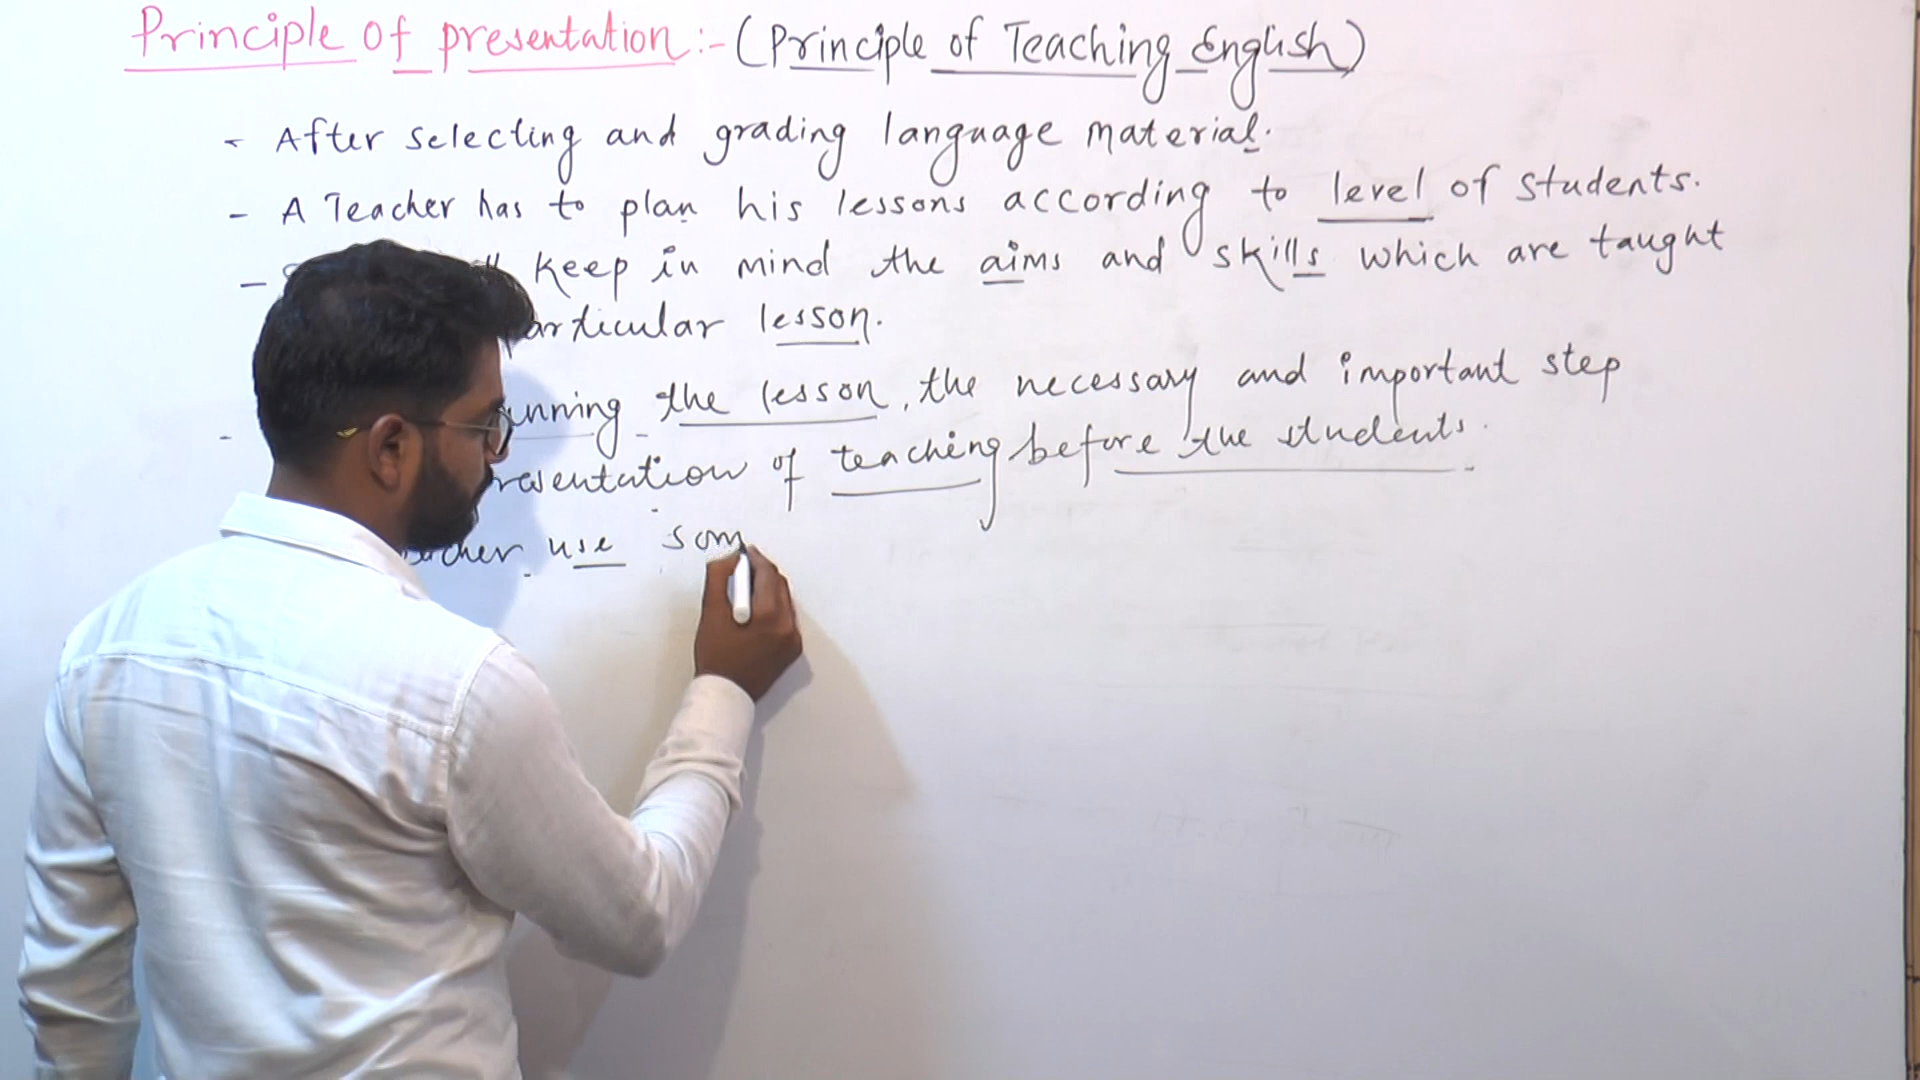 Principle of presentation :- (Principle of Teaching English)
- After selecting and grading language material.
- A Teacher has to plan his lessons according to level of students.
- keep in mind the aims and skills which are taught
articular lesson.
- nning the lesson, the necessary and important step
resentation of teaching before the students.
acher use som